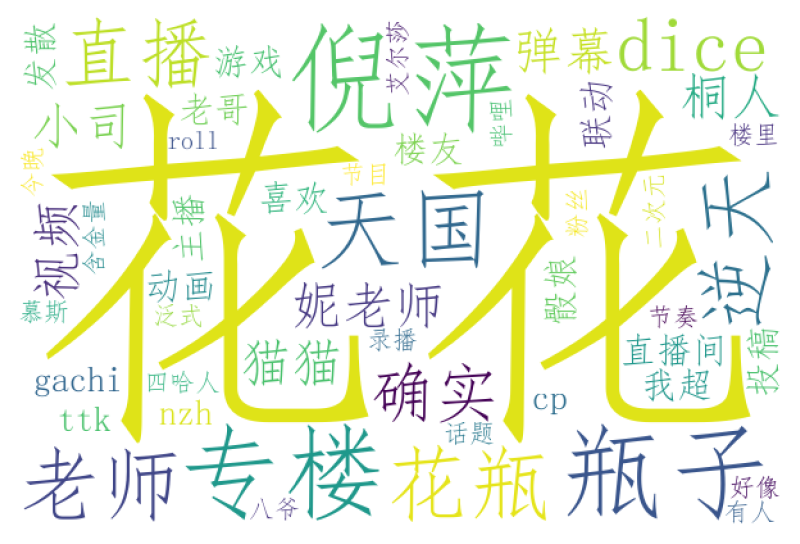 花花
倪萍
直播
dice
弹幕
游戏
发散
艾尔莎
小司
老哥
roll
哔哩
联动
桐人
楼里
楼友
今晚
节目
喜欢
天国
粉丝
二次元
逆天
视频
含金量
主播
动画
妮老师
骰娘
慕斯
泛式
录播
节奏
直播间
投稿
猫猫
gachi
四哈人
确实
cp
我超
ttk
nzh
话题
老师
专楼
花瓶
瓶子
八爷
好像
有人